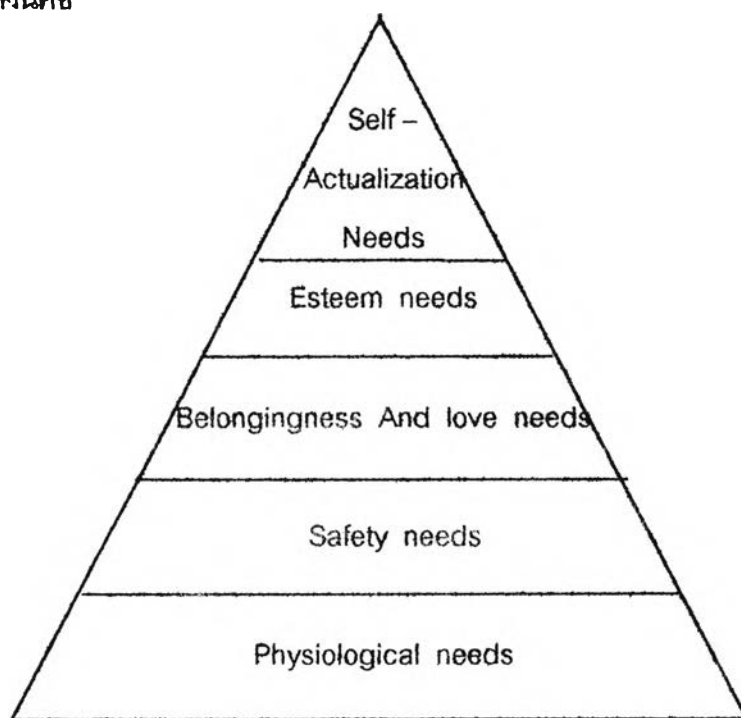 Self –
Actualization
Needs
Esteem needs
Belongingness And love needs
Safety needs
Physiological needs